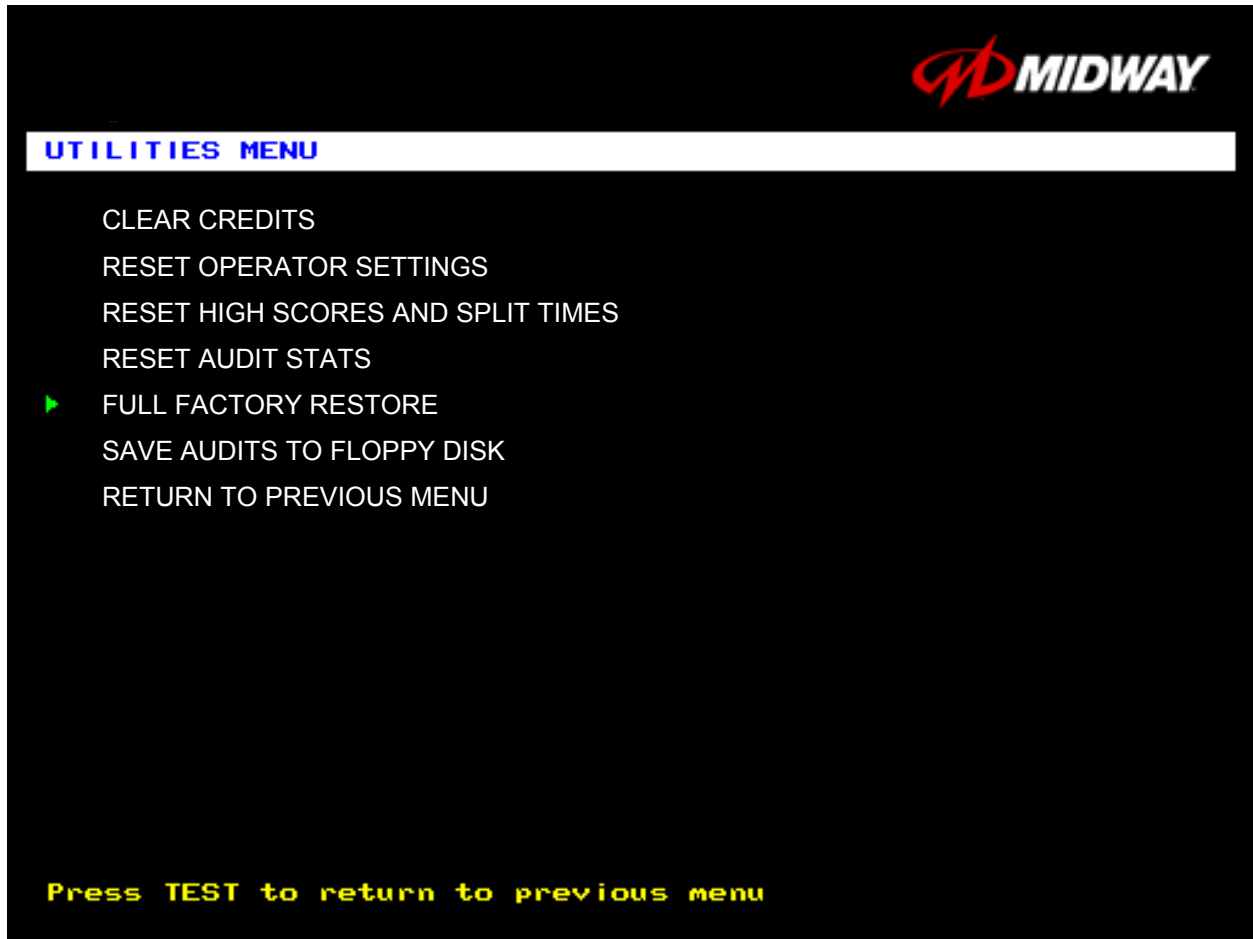 MIDWAY
UTILITIES MENU
CLEAR CREDITS
RESET OPERATOR SETTINGS
RESET HIGH SCORES AND SPLIT TIMES
RESET AUDIT STATS
FULL FACTORY RESTORE
SAVE AUDITS TO FLOPPY DISK
RETURN TO PREVIOUS MENU
Press TEST to return to previous menu